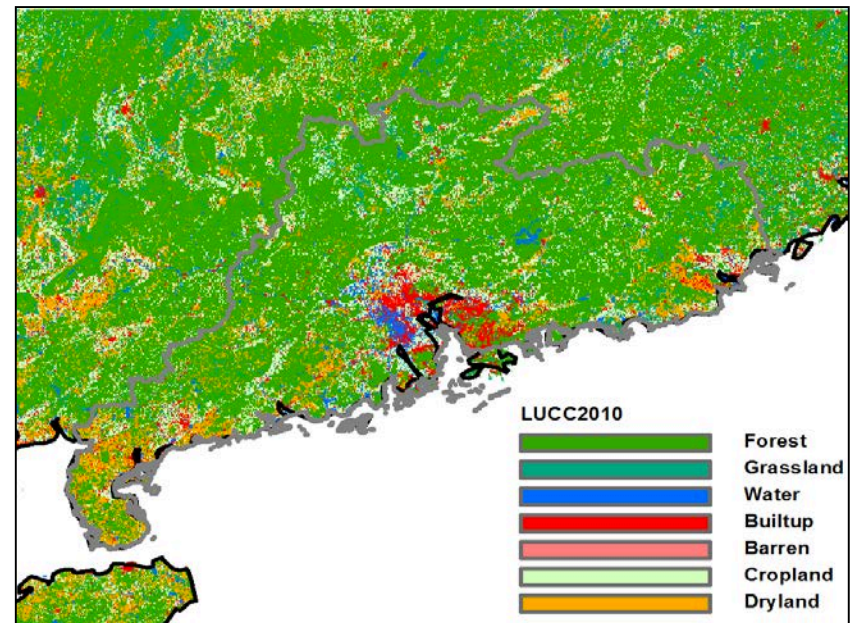 LUCC2010
Forest
Grassland
Water
Builtup
Barren
Cropland
Dryland